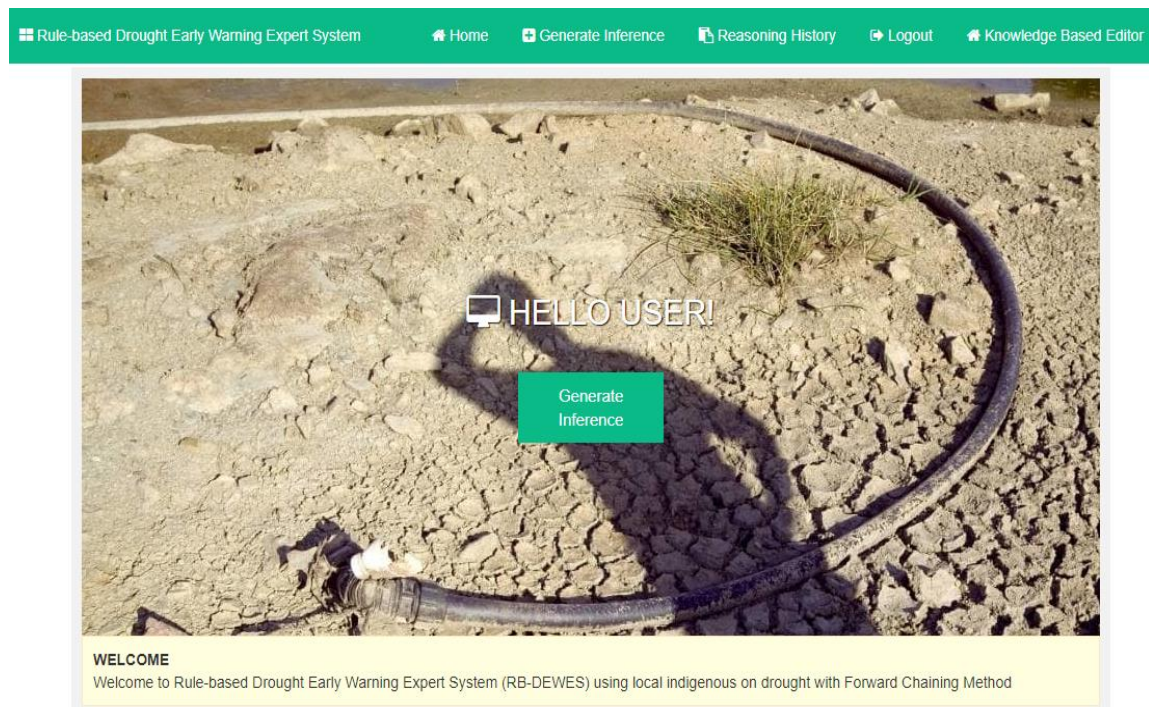 Rule-based Drought Early Warning Expert System Home Generate Inference Reasoning History Logout Knowledge Based Editor
HELLO USER!
Generate
Inference
WELCOME
Welcome to Rule-based Drought Early Warning Expert System (RB-DEWES) using local indigenous on drought with Forward Chaining Method